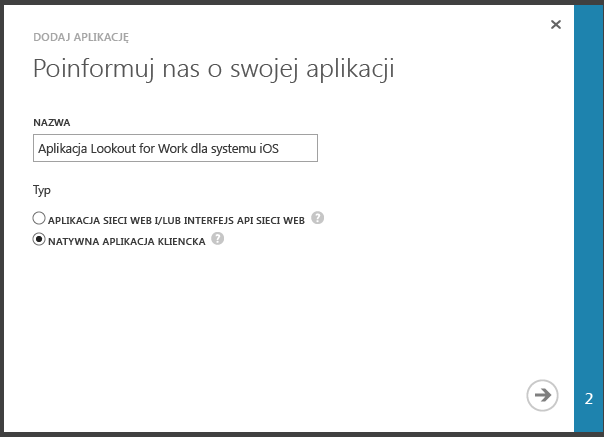 DODAJ APLIKACJĘ
Poinformuj nas o swojej aplikacji
NAZWA
Aplikacja Lookout for Work dla systemu iOS
Typ
APLIKACJA SIECI WEB I/LUB INTERFEJS API SIECI WEB ?
NATYWNA APLIKACJA KLIENCKA ?
2